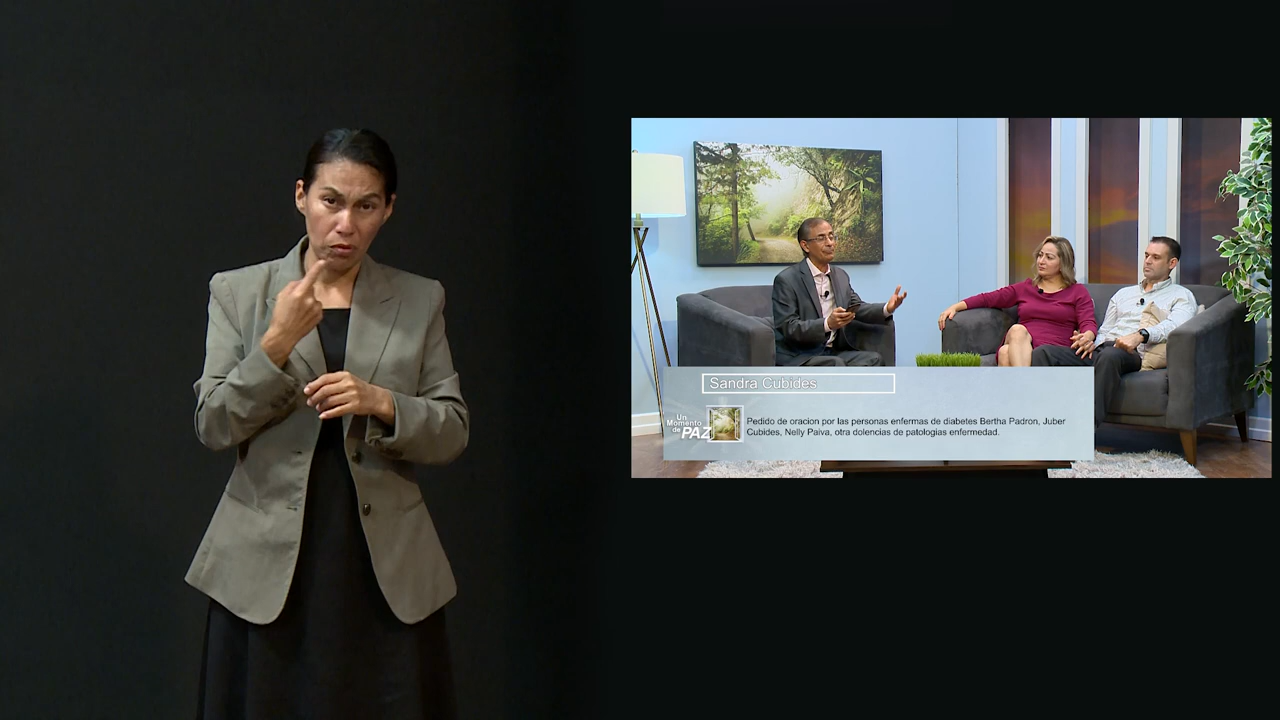 Sandra Cubides
Un
Momento
de PAZ
Pedido de oracion por las personas enfermas de diabetes Bertha Padron, Juber
Cubides, Nelly Paiva, otra dolencias de patologias enfermedad.